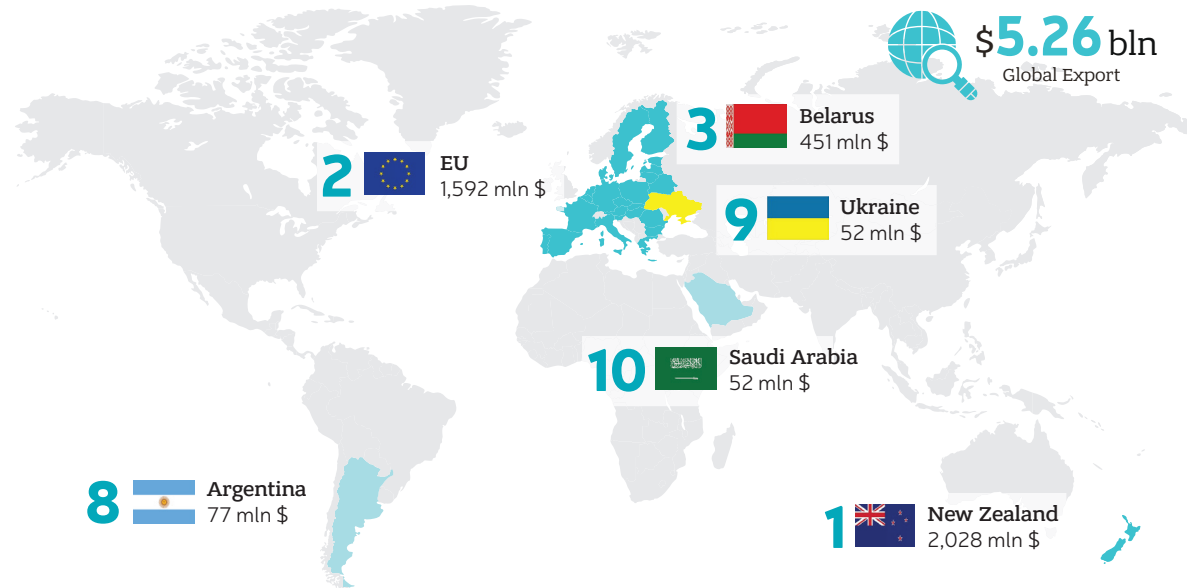 $5.26 bln
Global Export
3
Belarus
451 mln $
2
EU
1,592 mln $
9
Ukraine
52 mln $
10
Saudi Arabia
52 mln $
8
Argentina
77 mln $
1
New Zealand
2,028 mln $